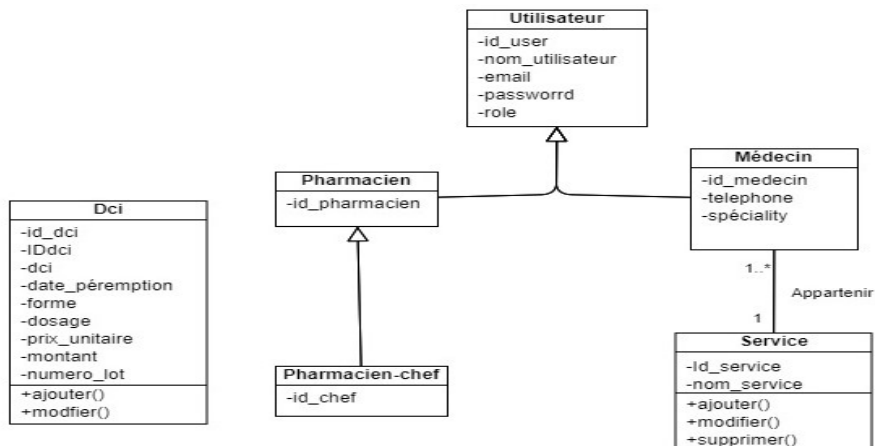 Utilisateur
-id_user
-nom_utilisateur
-email
-passworrd
-role
Pharmacien
-id_pharmacien
Médecin
-id_medecin
-telephone
-spéciality
Dci
-id_dci
-IDdci
-dci
-date_péremption
-forme
-dosage
-prix_unitaire
-montant
-numero_lot
+ajouter()
+modfier()
1..*
Appartenir
1
Pharmacien-chef
-id_chef
Service
-Id_service
-nom_service
+ajouter()
+modifier()
+supprimer()